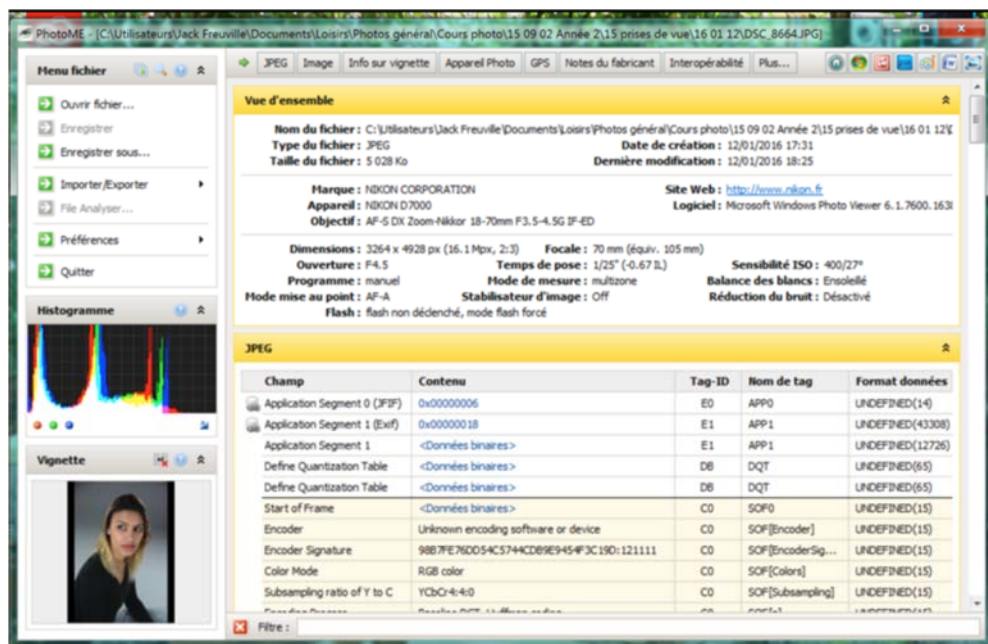 PhotoME - [C:\Utilisateurs\Jack Freuville\Documents\Loisirs\Photos général\Cours photo\15 09 02 Année 2\15 prises de vue\16 01 12\DSC_8664.JPG]
Menu fichier
Ouvrir fichier...
Enregistrer
Enregistrer sous...
Importer/Exporter
File Analyser...
Préférences
Quitter
Histogramme
Vignette
JPEG Image Info sur vignette Appareil Photo GPS Notes du fabricant Interopérabilité Plus...
Vue d'ensemble
Nom du fichier : C:\Utilisateurs\Jack Freuville\Documents\Loisirs\Photos général\Cours photo\15 09 02 Année 2\15 prises de vue\16 01 12\
Type du fichier : JPEG Date de création : 12/01/2016 17:31
Taille du fichier : 5 028 Ko Dernière modification : 12/01/2016 18:25
Marque : NIKON CORPORATION Site Web : http://www.nikon.fr
Appareil : NIKON D7000 Logiciel : Microsoft Windows Photo Viewer 6.1.7600.163
Objectif : AF-S DX Zoom-Nikkor 18-70mm F3.5-4.5G IF-ED
Dimensions : 3264 x 4928 px (16.1 Mpx, 2:3) Focale : 70 mm (équiv. 105 mm)
Ouverture : F4.5 Temps de pose : 1/25" (-0.67 IL) Sensibilité ISO : 400/27°
Programme : manuel Mode de mesure : multizone Balance des blancs : Ensoleillé
Mode mise au point : AF-A Stabilisateur d'image : Off Réduction du bruit : Désactivé
Flash : flash non déclenché, mode flash forcé
JPEG
Champ Contenu Tag-ID Nom de tag Format données
Application Segment 0 (JFIF) 0x00000006 E0 APP0 UNDEFINED(14)
Application Segment 1 (Exif) 0x00000018 E1 APP1 UNDEFINED(43308)
Application Segment 1 <Données binaires> E1 APP1 UNDEFINED(12726)
Define Quantization Table <Données binaires> DB DQT UNDEFINED(65)
Define Quantization Table <Données binaires> DB DQT UNDEFINED(65)
Start of Frame <Données binaires> C0 SOF0 UNDEFINED(15)
Encoder Unknown encoding software or device C0 SOF[Encoder] UNDEFINED(15)
Encoder Signature 98B7FE76DD54C5744CDB9E9454F3C19D:121111 C0 SOF[EncoderSig... UNDEFINED(15)
Color Mode RGB color C0 SOF[Colors] UNDEFINED(15)
Subsampling ratio of Y to C YCbCr4:4:0 C0 SOF[Subsampling] UNDEFINED(15)
Filtre :